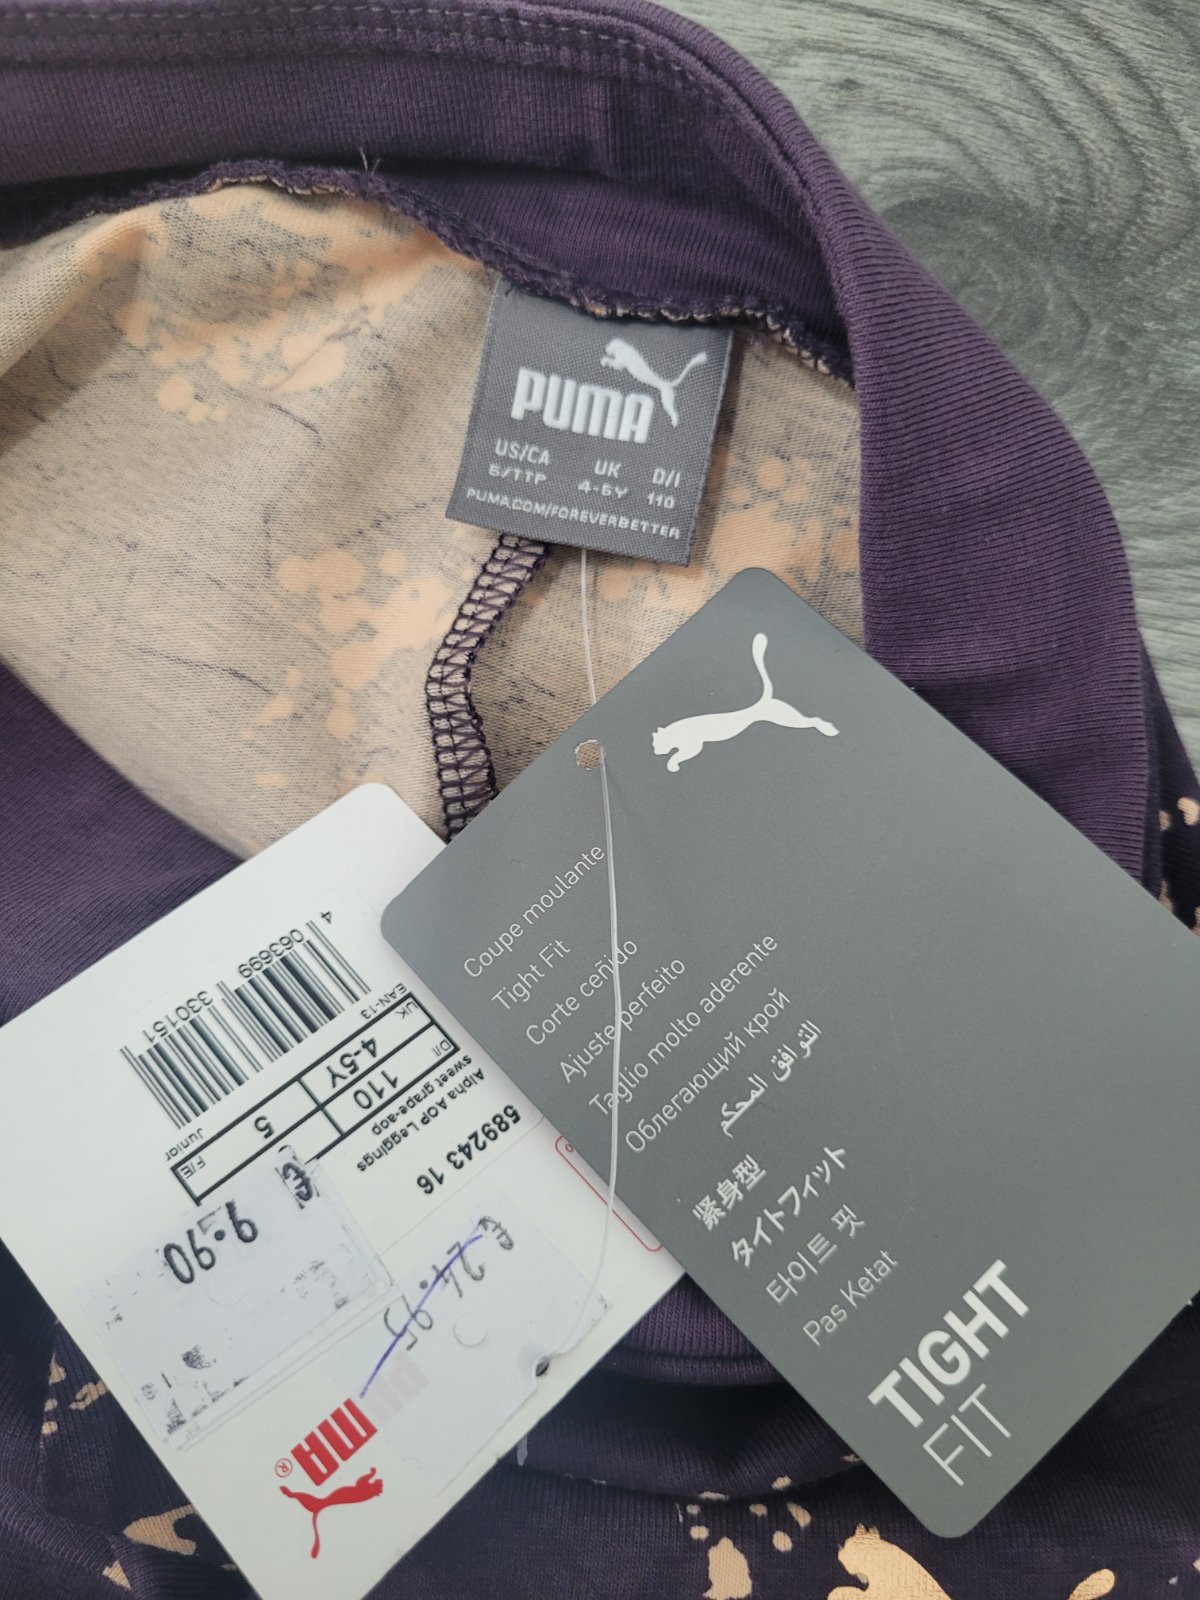 PUMA
US/CA UK D/I
5/TTP 4-5Y 110
PUMA.COM/FOREVERBETTER
Coupe moulante
Tight Fit
Corte ceñido
Ajuste perfeito
Taglio molto aderente
Облегающий крой
التوافق المحكم
紧身型
タイトフィット
타이트 핏
Pas Ketat
TIGHT
FIT
589243 16
Alpha AOP Leggings
sweet grape-aop
Junior
D/I 110 F/E 5
UK 4-5Y
EAN-13
4 063699 330151
€ 24.95
€ 9.90
®